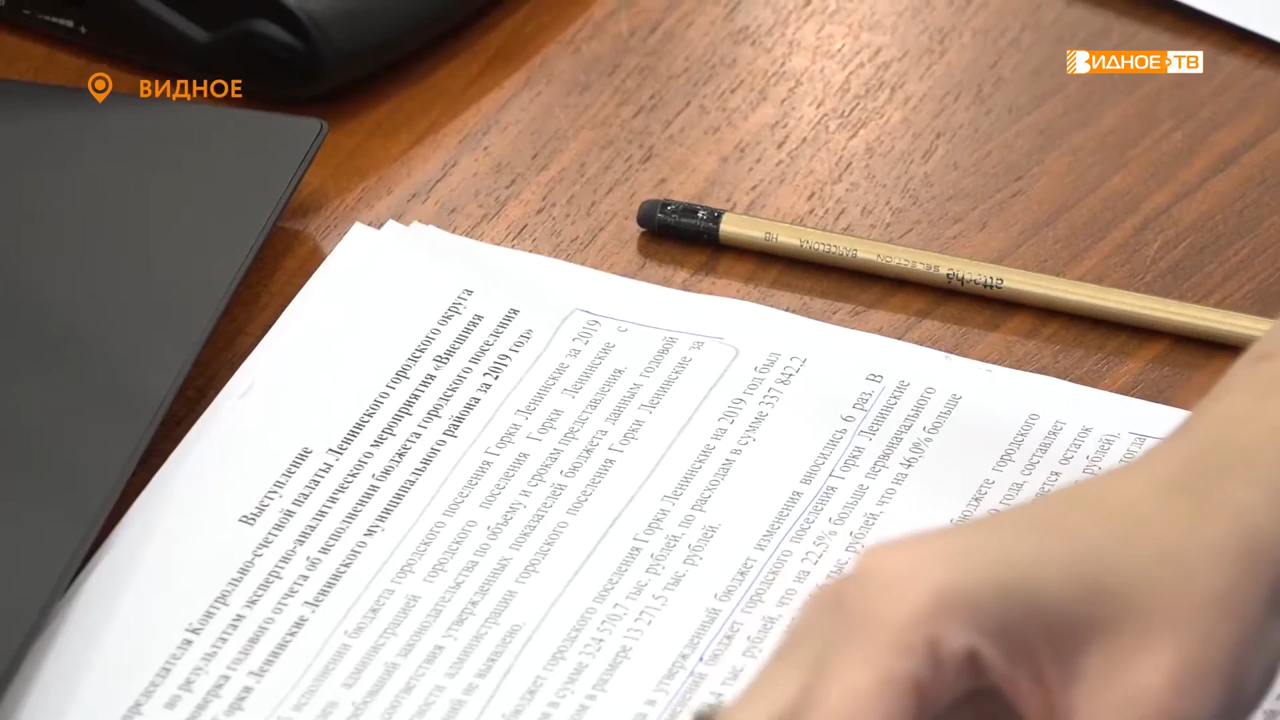 ВИДНОЕ
ВИДНОЕ ТВ
attaché SELECTION BARCELONA HB
Выступление
председателя Контрольно-счетной палаты Ленинского городского округа
по результатам экспертно-аналитического мероприятия «Внешняя
годового отчета об исполнении бюджета городского поселения
Горки Ленинские Ленинского муниципального района за 2019 год»
исполнении бюджета городского поселения Горки Ленинские за 2019
администрацией городского поселения Горки Ленинские с
требований законодательства по объему и срокам представления.
соответствия утвержденных показателей бюджета данным годовой
администрации городского поселения Горки Ленинские за
не выявлено.
бюджет городского поселения Горки Ленинские на 2019 год был
в сумме 324 570,7 тыс. рублей, по расходам в сумме 337 842,2
в размере 13 271,5 тыс. рублей.
в утвержденный бюджет изменения вносились 6 раз. В
бюджет городского поселения Горки Ленинские
тыс. рублей, что на 22,5% больше первоначального
тыс. рублей, что на 46,0% больше
бюджете городского
года, составляет
остаток
рублей).